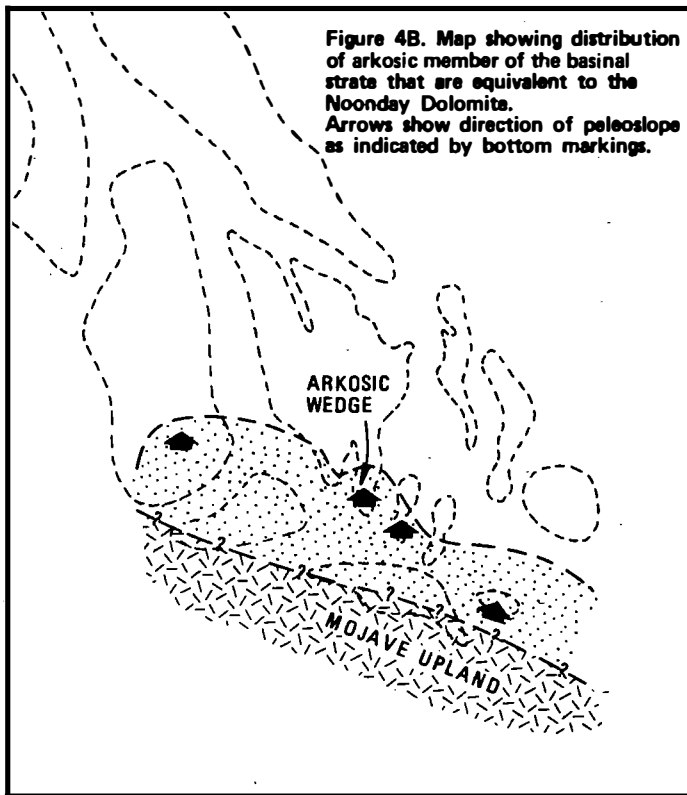 Figure 4B. Map showing distribution
of arkosic member of the basinal
strata that are equivalent to the
Noonday Dolomite.
Arrows show direction of paleoslope
as indicated by bottom markings.
ARKOSIC
WEDGE
?
?
?
?
?
?
?
?
MOJAVE UPLAND